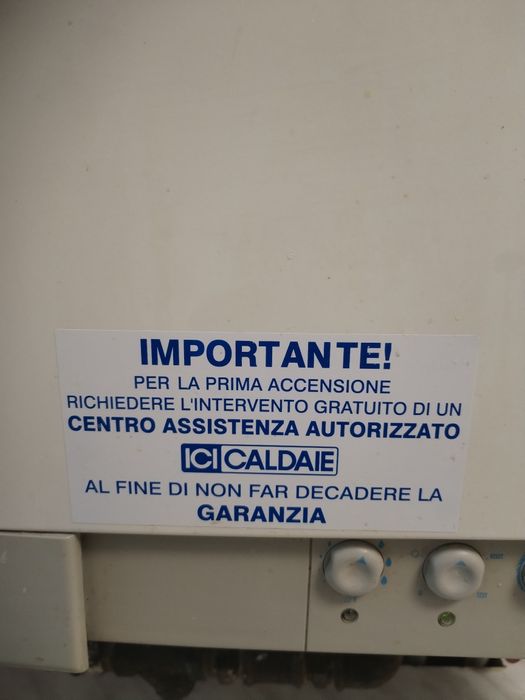 IMPORTANTE!
PER LA PRIMA ACCENSIONE
RICHIEDERE L'INTERVENTO GRATUITO DI UN
CENTRO ASSISTENZA AUTORIZZATO
ICI CALDAIE
AL FINE DI NON FAR DECADERE LA
GARANZIA